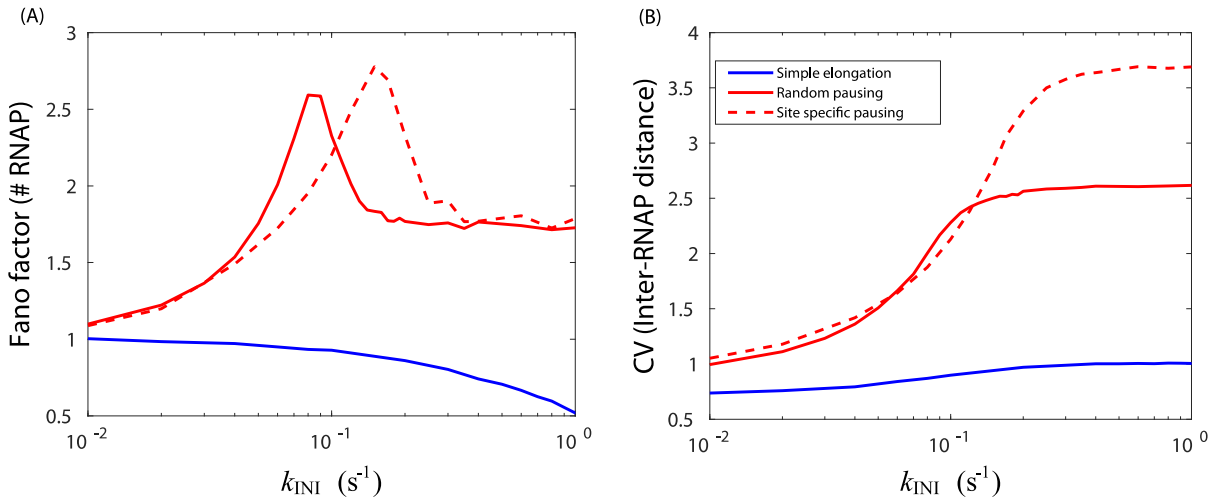 (A)
3
2.5
2
1.5
1
0.5
Fano factor (# RNAP)
10 -2
10 -1
10 0
kINI (s-1)
(B)
4
3.5
3
2.5
2
1.5
1
0.5
CV (Inter-RNAP distance)
Simple elongation
Random pausing
Site specific pausing
10 -2
10 -1
10 0
kINI (s-1)